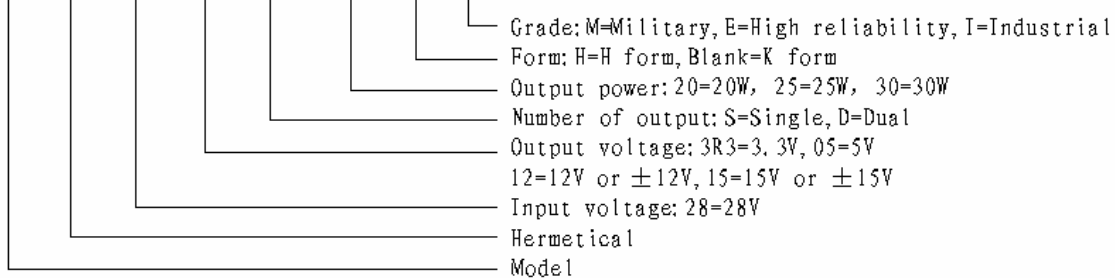 Grade:M=Military,E=High reliability,I=Industrial
Form:H=H form,Blank=K form
Output power:20=20W, 25=25W, 30=30W
Number of output:S=Single,D=Dual
Output voltage:3R3=3.3V,05=5V
12=12V or ±12V,15=15V or ±15V
Input voltage:28=28V
Hermetical
Model